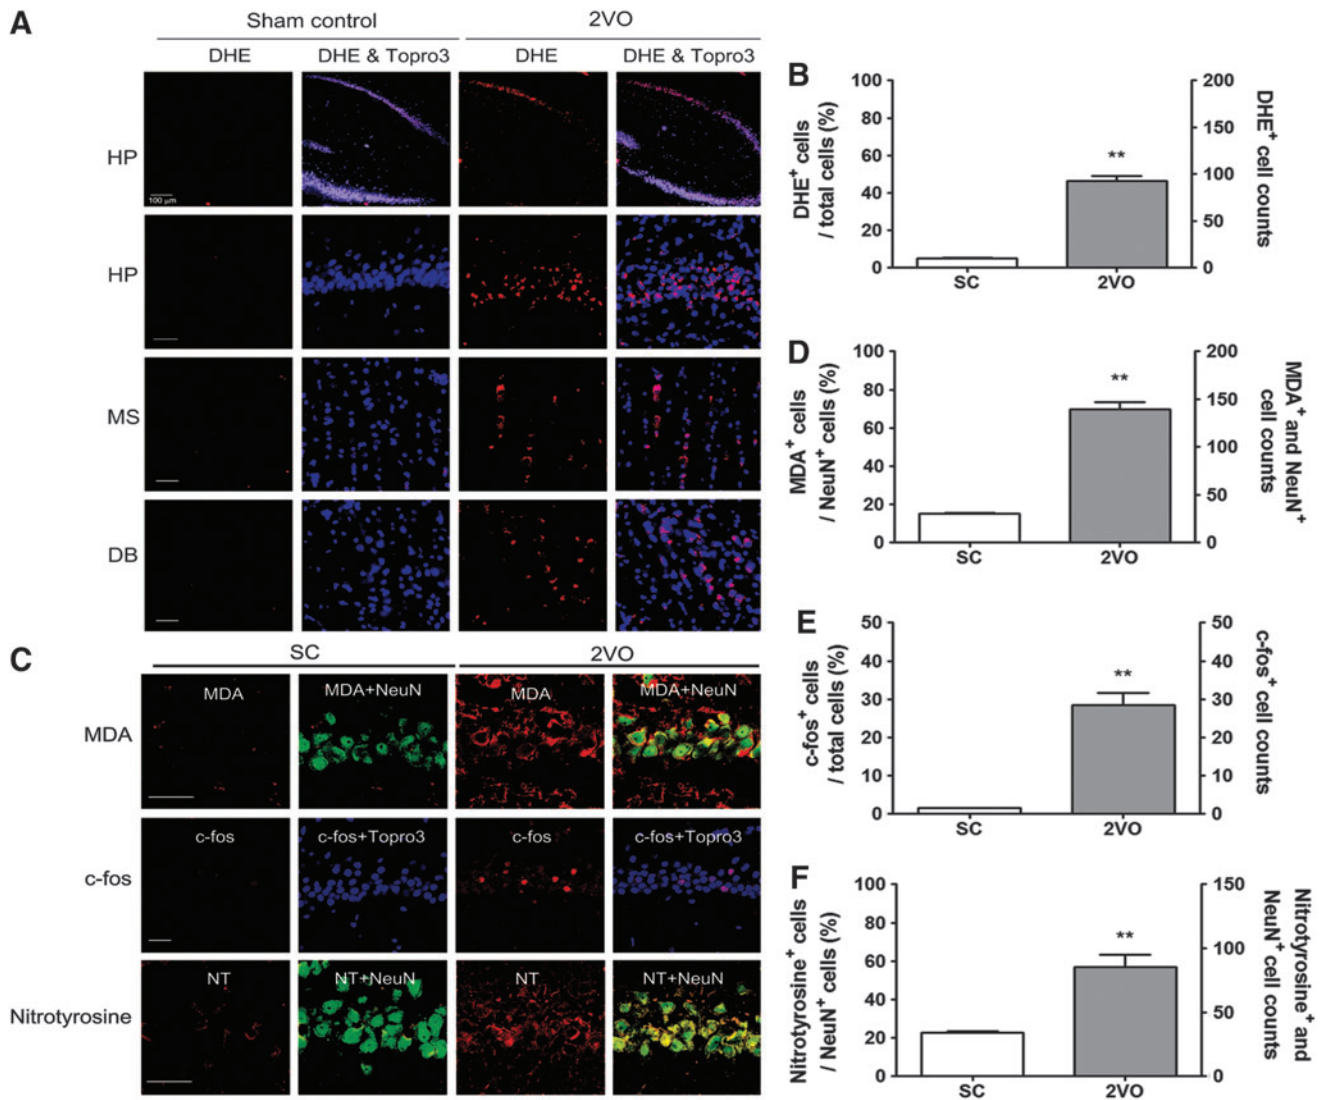 A
Sham control
2VO
DHE
DHE & Topro3
DHE
DHE & Topro3
HP
100 μm
HP
MS
DB
B
DHE+ cells
/ total cells (%)
100
80
60
40
20
0
**
SC
2VO
200
150
100
50
0
DHE+ cell counts
C
SC
2VO
MDA
MDA
MDA+NeuN
MDA
MDA+NeuN
c-fos
c-fos
c-fos+Topro3
c-fos
c-fos+Topro3
Nitrotyrosine
NT
NT+NeuN
NT
NT+NeuN
D
MDA+ cells
/ NeuN+ cells (%)
100
80
60
40
20
0
**
SC
2VO
200
150
100
50
0
MDA+ and NeuN+
cell counts
E
c-fos+ cells
/ total cells (%)
50
40
30
20
10
0
**
SC
2VO
50
40
30
20
10
0
c-fos+ cell counts
F
Nitrotyrosine+ cells
/ NeuN+ cells (%)
100
80
60
40
20
0
**
SC
2VO
150
100
50
0
Nitrotyrosine+ and
NeuN+ cell counts